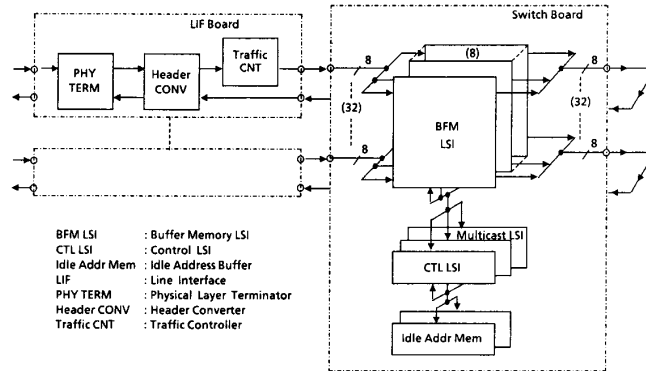 LIF Board
Switch Board
PHY
TERM
Header
CONV
Traffic
CNT
8
(32)
8
(8)
BFM
LSI
8
(32)
8
Multicast LSI
CTL LSI
Idle Addr Mem
BFM LSI : Buffer Memory LSI
CTL LSI : Control LSI
Idle Addr Mem : Idle Address Buffer
LIF : Line Interface
PHY TERM : Physical Layer Terminator
Header CONV : Header Converter
Traffic CNT : Traffic Controller